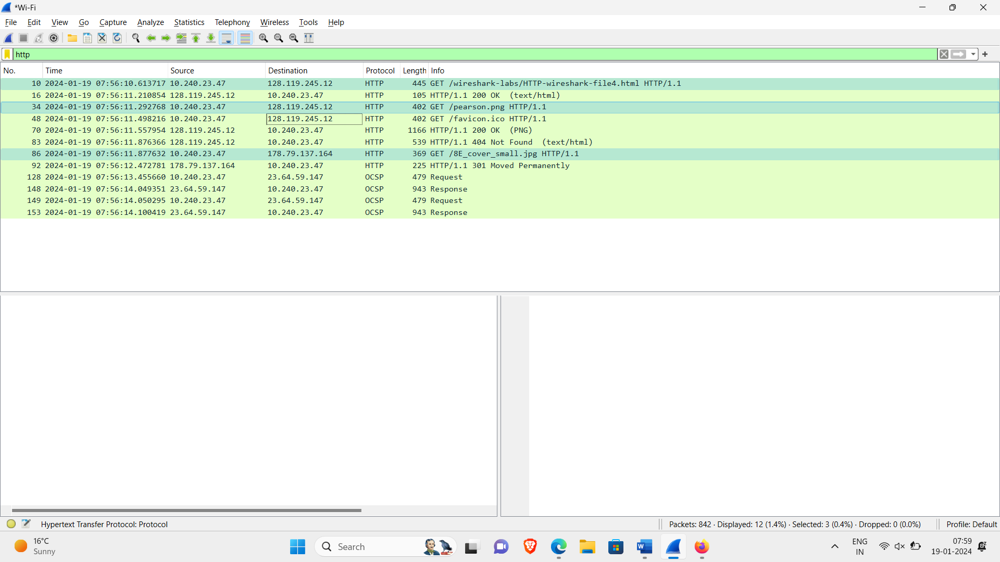 *Wi-Fi
File Edit View Go Capture Analyze Statistics Telephony Wireless Tools Help
http
No. Time Source Destination Protocol Length Info
10 2024-01-19 07:56:10.613717 10.240.23.47 128.119.245.12 HTTP 445 GET /wireshark-labs/HTTP-wireshark-file4.html HTTP/1.1
16 2024-01-19 07:56:11.210854 128.119.245.12 10.240.23.47 HTTP 105 HTTP/1.1 200 OK (text/html)
34 2024-01-19 07:56:11.292768 10.240.23.47 128.119.245.12 HTTP 402 GET /pearson.png HTTP/1.1
48 2024-01-19 07:56:11.498216 10.240.23.47 128.119.245.12 HTTP 402 GET /favicon.ico HTTP/1.1
70 2024-01-19 07:56:11.557954 128.119.245.12 10.240.23.47 HTTP 1166 HTTP/1.1 200 OK (PNG)
83 2024-01-19 07:56:11.876366 128.119.245.12 10.240.23.47 HTTP 539 HTTP/1.1 404 Not Found (text/html)
86 2024-01-19 07:56:11.877632 10.240.23.47 178.79.137.164 HTTP 369 GET /8E_cover_small.jpg HTTP/1.1
92 2024-01-19 07:56:12.472781 178.79.137.164 10.240.23.47 HTTP 225 HTTP/1.1 301 Moved Permanently
128 2024-01-19 07:56:13.455660 10.240.23.47 23.64.59.147 OCSP 479 Request
148 2024-01-19 07:56:14.049351 23.64.59.147 10.240.23.47 OCSP 943 Response
149 2024-01-19 07:56:14.050295 10.240.23.47 23.64.59.147 OCSP 479 Request
153 2024-01-19 07:56:14.100419 23.64.59.147 10.240.23.47 OCSP 943 Response
Hypertext Transfer Protocol: Protocol Packets: 842 · Displayed: 12 (1.4%) · Selected: 3 (0.4%) · Dropped: 0 (0.0%) Profile: Default
16°C
Sunny
Search
ENG
IN
07:59
19-01-2024